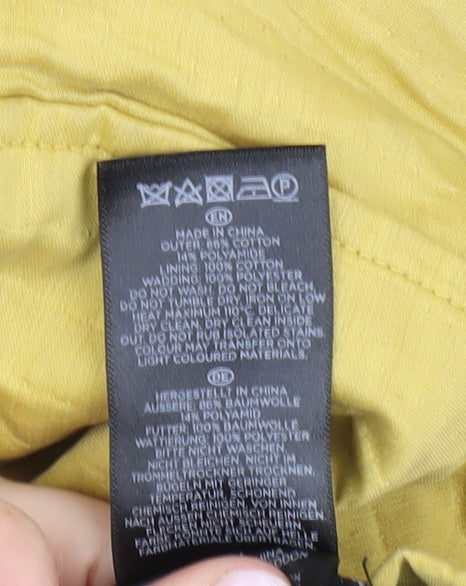 P
EN
MADE IN CHINA
OUTER: 86% COTTON
14% POLYAMIDE
LINING: 100% COTTON
WADDING: 100% POLYESTER
DO NOT WASH. DO NOT BLEACH.
DO NOT TUMBLE DRY. IRON ON LOW
HEAT MAXIMUM 110°C. DELICATE
DRY CLEAN. DRY CLEAN INSIDE
OUT. DO NOT RUB ISOLATED STAINS.
COLOUR MAY TRANSFER ONTO
LIGHT COLOURED MATERIALS.
DE
HERGESTELLT IN CHINA
AUSSERE: 86% BAUMWOLLE
14% POLYAMID
FUTTER: 100% BAUMWOLLE
WATTIERUNG: 100% POLYESTER
BITTE NICHT WASCHEN.
NICHT BLEICHEN. NICHT IM
TROMMELTROCKNER TROCKNEN.
TEMPERATUR. SCHONEND
CHEMISCH REINIGEN. VON INNEN